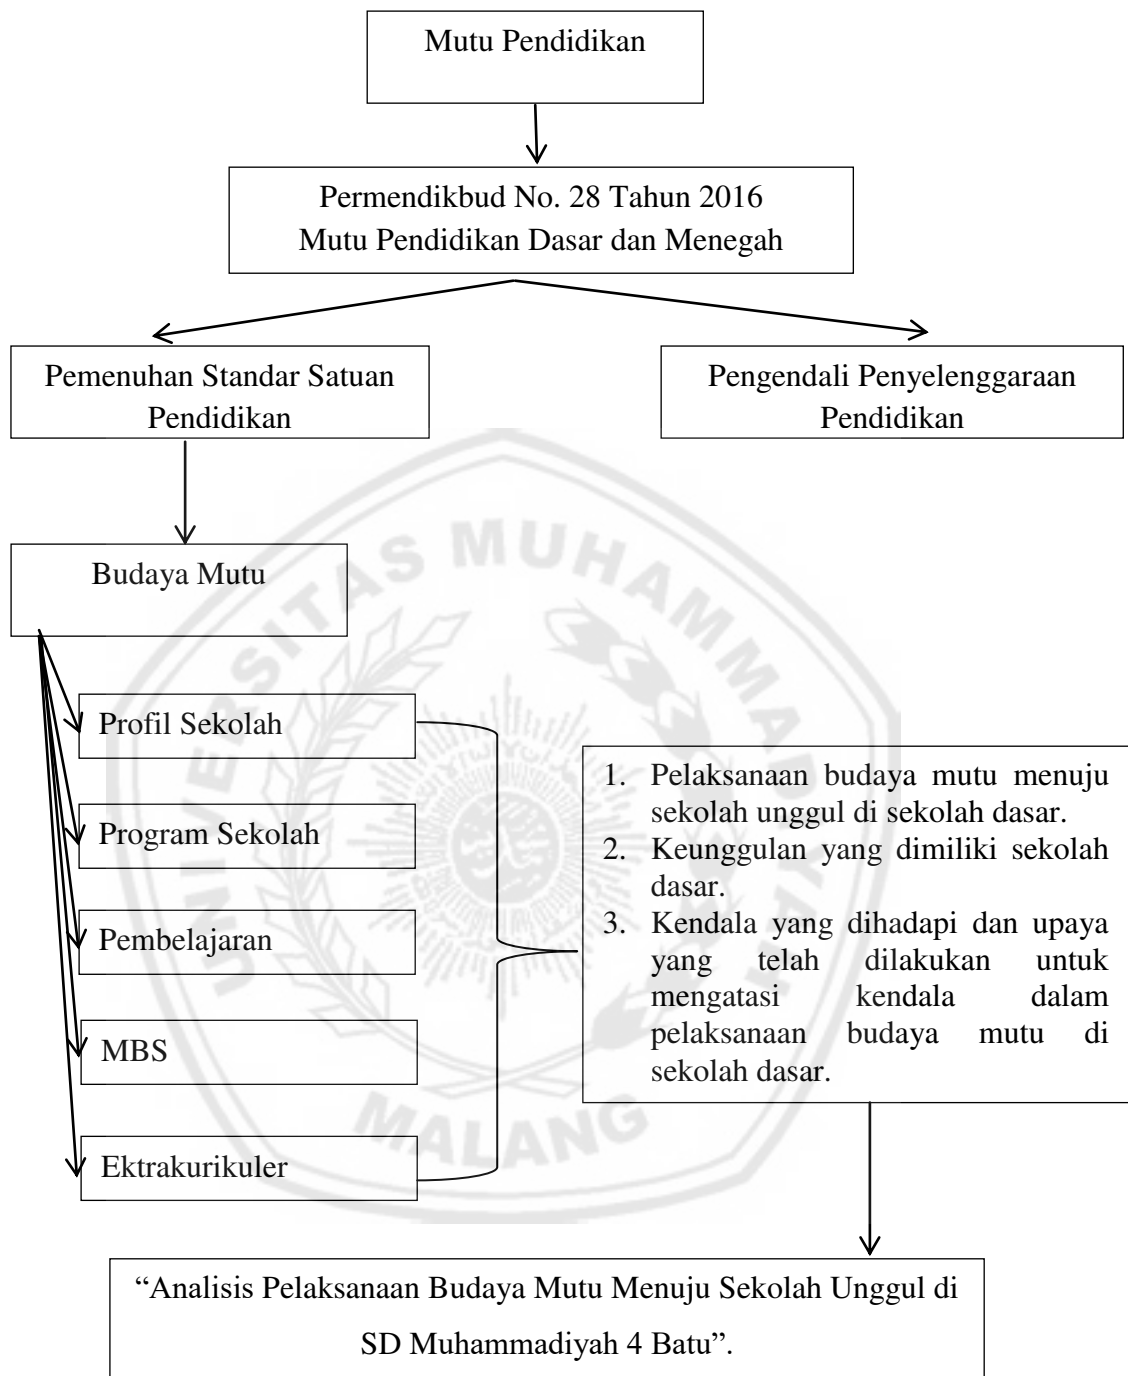 Mutu Pendidikan
Permendikbud No. 28 Tahun 2016
Mutu Pendidikan Dasar dan Menegah
Pemenuhan Standar Satuan
Pendidikan
Pengendali Penyelenggaraan
Pendidikan
Budaya Mutu
Profil Sekolah
Program Sekolah
Pembelajaran
MBS
Ektrakurikuler
1. Pelaksanaan budaya mutu menuju
sekolah unggul di sekolah dasar.
2. Keunggulan yang dimiliki sekolah
dasar.
3. Kendala yang dihadapi dan upaya
yang telah dilakukan untuk
mengatasi kendala dalam
pelaksanaan budaya mutu di
sekolah dasar.
“Analisis Pelaksanaan Budaya Mutu Menuju Sekolah Unggul di
SD Muhammadiyah 4 Batu”.
UNIVERSITAS MUHAMMADIYAH
MALANG